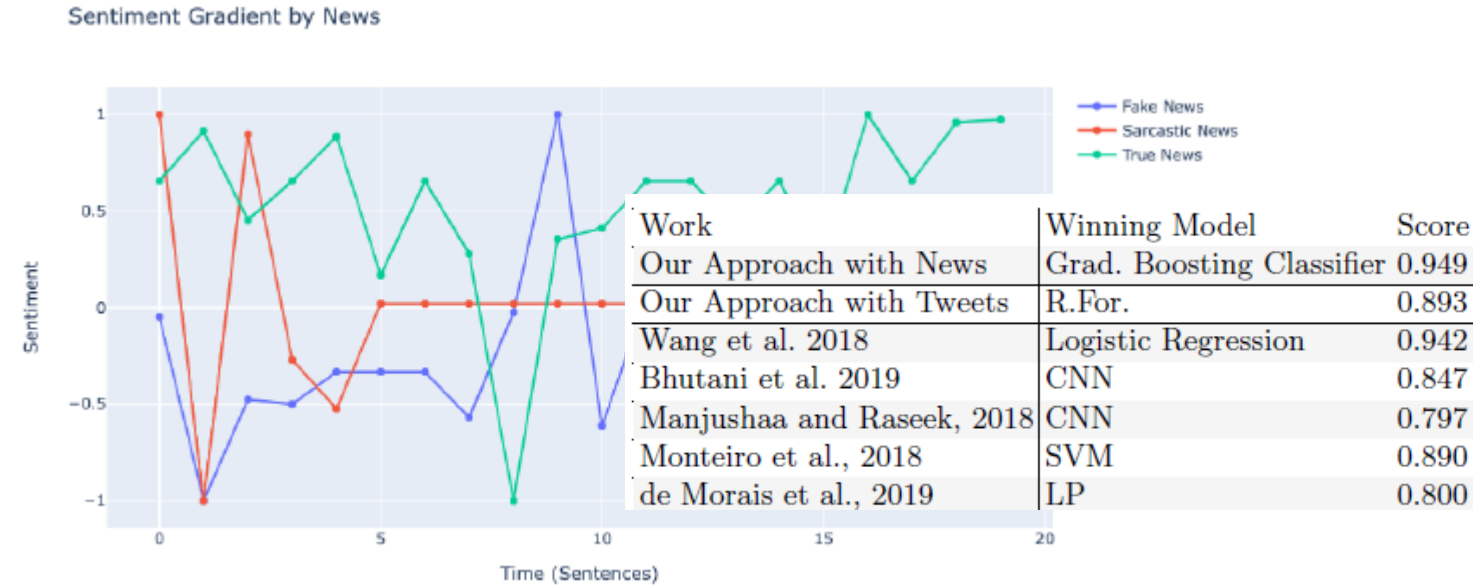 Sentiment Gradient by News
Fake News
Sarcastic News
True News
Sentiment
1
0.5
0
−0.5
−1
0 5 10 15 20
Time (Sentences)
Work Winning Model Score
Our Approach with News Grad. Boosting Classifier 0.949
Our Approach with Tweets R.For. 0.893
Wang et al. 2018 Logistic Regression 0.942
Bhutani et al. 2019 CNN 0.847
Manjushaa and Raseek, 2018 CNN 0.797
Monteiro et al., 2018 SVM 0.890
de Morais et al., 2019 LP 0.800